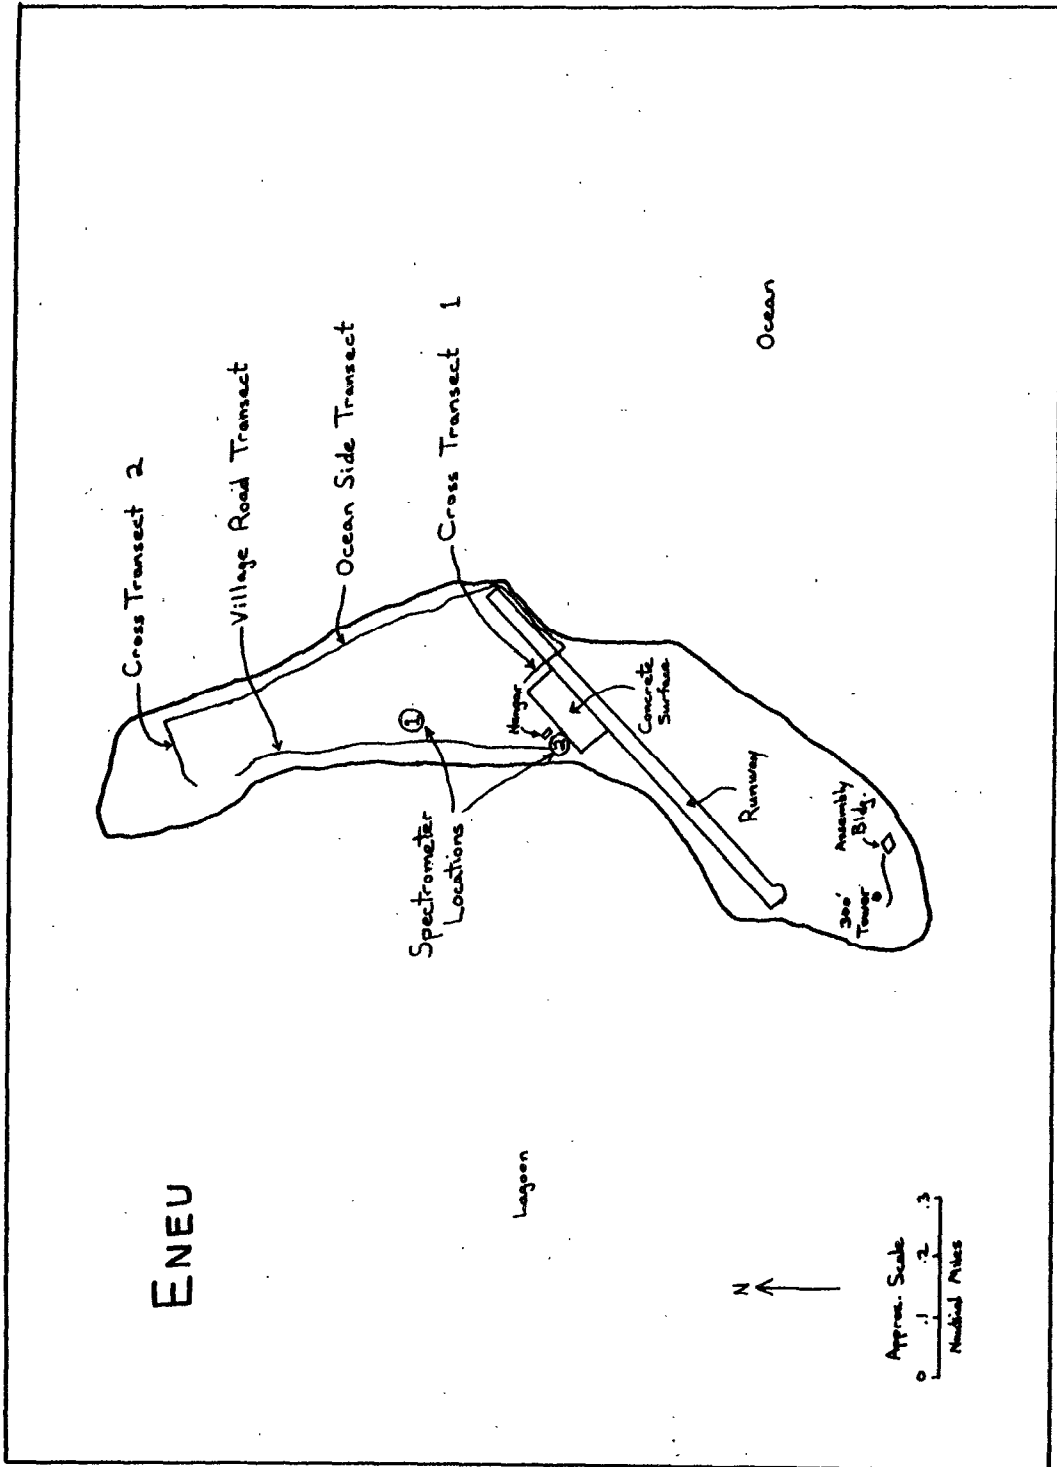 ENEU
Cross Transect 2
Village Road Transect
Ocean Side Transect
Cross Transect 1
Spectrometer
Locations
1
2
Hangar
Concrete
Surface
Runway
Assembly
Bldg.
300'
Tower
Ocean
Lagoon
N
Approx. Scale
0 .1 .2 .3
Nautical Miles